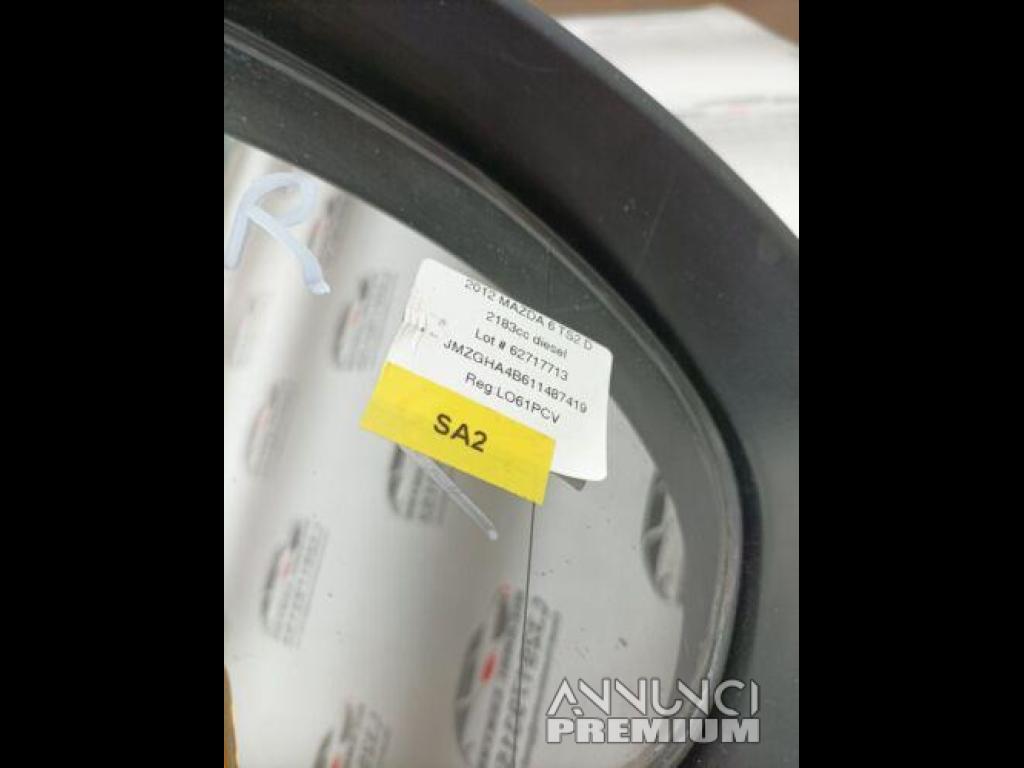 R
2012 MAZDA 6 TS2 D
2183cc diesel
Lot # 62717713
JMZGHA4B611487419
Reg LO61PCV
SA2
ANNUNCI
PREMIUM